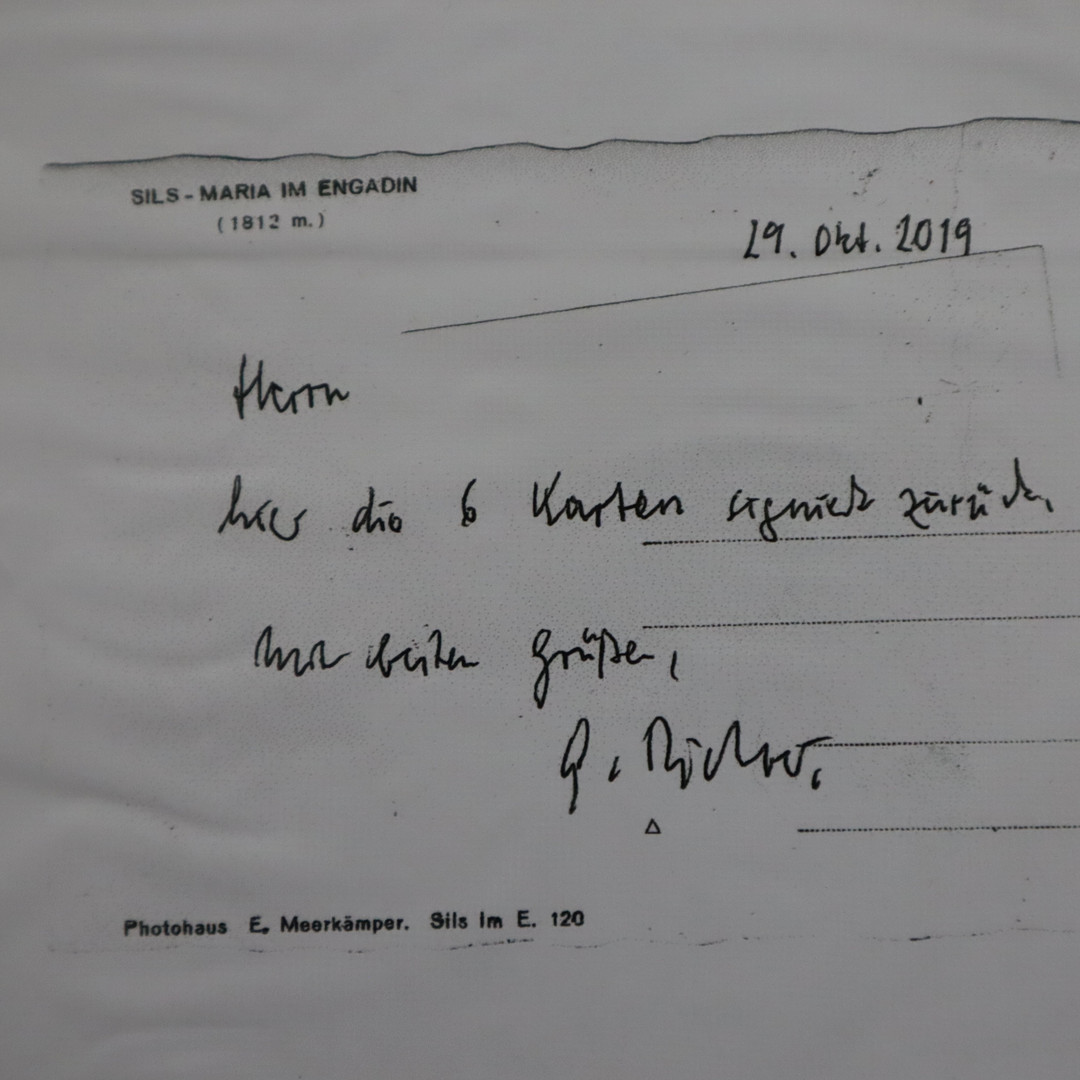 SILS - MARIA IM ENGADIN
(1812 m.)
29. Okt. 2019
Herrn
hier die 6 Karten signiert zurück,
mit besten Grüßen,
G. Richter.
Photohaus E. Meerkämper. Sils im E. 120